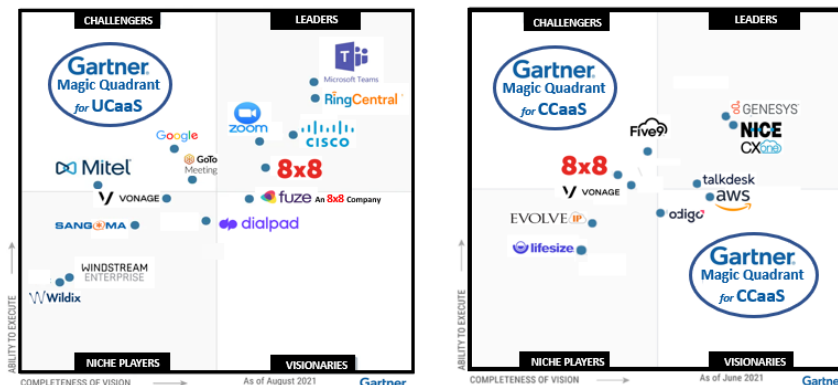 CHALLENGERS
LEADERS
Gartner
Magic Quadrant
for UCaaS
Microsoft Teams
RingCentral
zoom
CISCO
Google
GoTo
Meeting
Mitel
8x8
VONAGE
fuze An 8x8 Company
SANGOMA
dialpad
WINDSTREAM
ENTERPRISE
Wildix
ABILITY TO EXECUTE
NICHE PLAYERS
VISIONARIES
COMPLETENESS OF VISION
As of August 2021
Gartner
CHALLENGERS
LEADERS
Gartner
Magic Quadrant
for CCaaS
GENESYS
Five9
NICE
CXone
8x8
talkdesk
VONAGE
aws
odigo
EVOLVE IP
lifesize
Gartner
Magic Quadrant
for CCaaS
ABILITY TO EXECUTE
NICHE PLAYERS
VISIONARIES
COMPLETENESS OF VISION
As of June 2021
Gartner